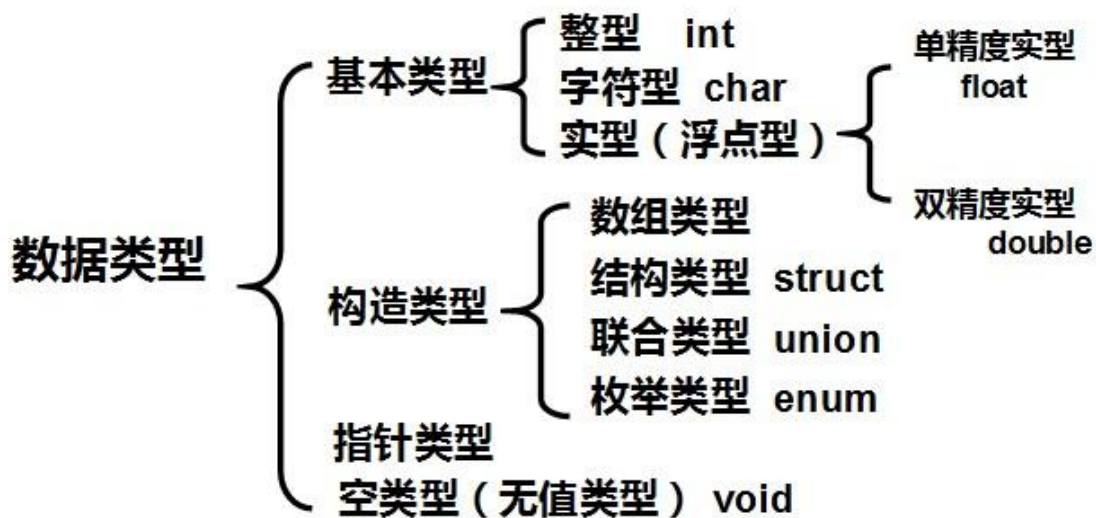 数据类型
基本类型
整型 int
字符型 char
实型（浮点型）
单精度实型
float
双精度实型
double
构造类型
数组类型
结构类型 struct
联合类型 union
枚举类型 enum
指针类型
空类型（无值类型）void